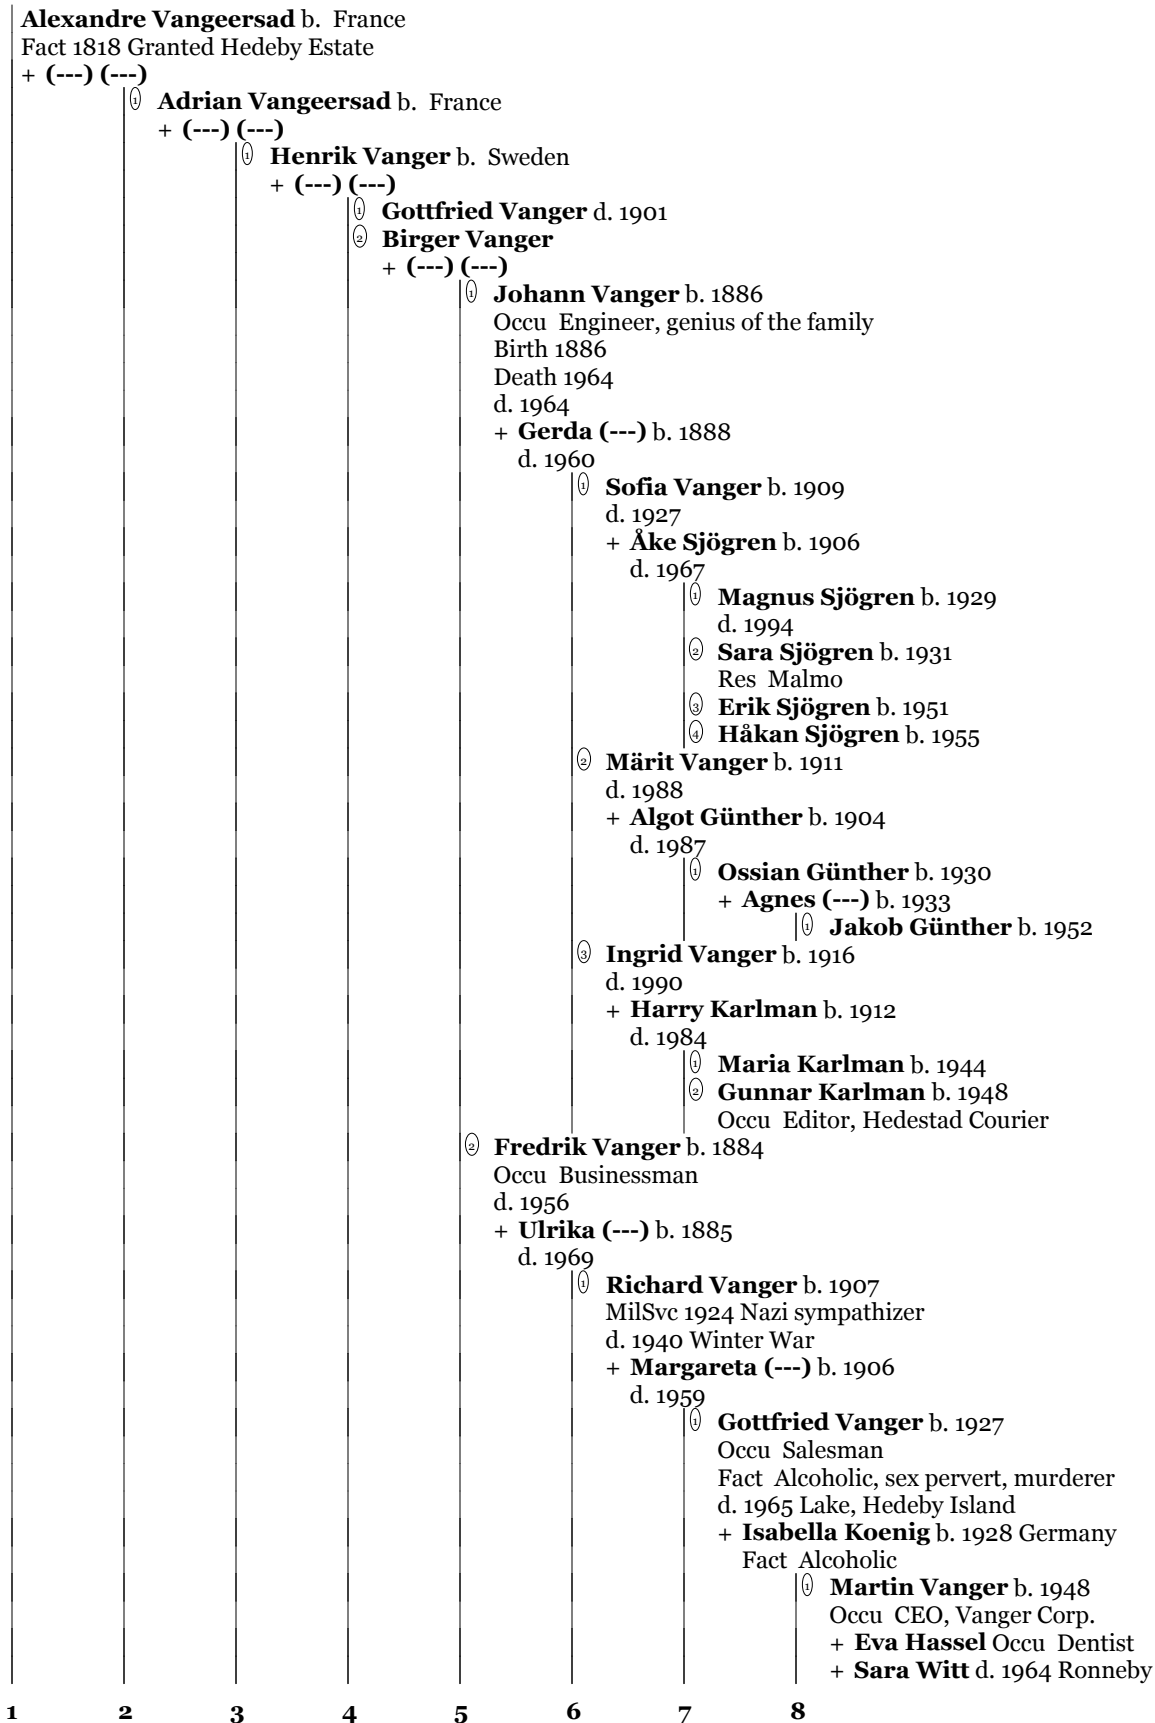 Alexandre Vangeersad b. France
Fact 1818 Granted Hedeby Estate
+ (---) (---)
1 Adrian Vangeersad b. France
+ (---) (---)
1 Henrik Vanger b. Sweden
+ (---) (---)
1 Gottfried Vanger d. 1901
2 Birger Vanger
+ (---) (---)
1 Johann Vanger b. 1886
Occu Engineer, genius of the family
Birth 1886
Death 1964
d. 1964
+ Gerda (---) b. 1888
d. 1960
1 Sofia Vanger b. 1909
d. 1927
+ Åke Sjögren b. 1906
d. 1967
1 Magnus Sjögren b. 1929
d. 1994
2 Sara Sjögren b. 1931
Res Malmo
3 Erik Sjögren b. 1951
4 Håkan Sjögren b. 1955
2 Märit Vanger b. 1911
d. 1988
+ Algot Günther b. 1904
d. 1987
1 Ossian Günther b. 1930
+ Agnes (---) b. 1933
1 Jakob Günther b. 1952
3 Ingrid Vanger b. 1916
d. 1990
+ Harry Karlman b. 1912
d. 1984
1 Maria Karlman b. 1944
2 Gunnar Karlman b. 1948
Occu Editor, Hedestad Courier
2 Fredrik Vanger b. 1884
Occu Businessman
d. 1956
+ Ulrika (---) b. 1885
d. 1969
1 Richard Vanger b. 1907
MilSvc 1924 Nazi sympathizer
d. 1940 Winter War
+ Margareta (---) b. 1906
d. 1959
1 Gottfried Vanger b. 1927
Occu Salesman
Fact Alcoholic, sex pervert, murderer
d. 1965 Lake, Hedeby Island
+ Isabella Koenig b. 1928 Germany
Fact Alcoholic
1 Martin Vanger b. 1948
Occu CEO, Vanger Corp.
+ Eva Hassel Occu Dentist
+ Sara Witt d. 1964 Ronneby
1 2 3 4 5 6 7 8